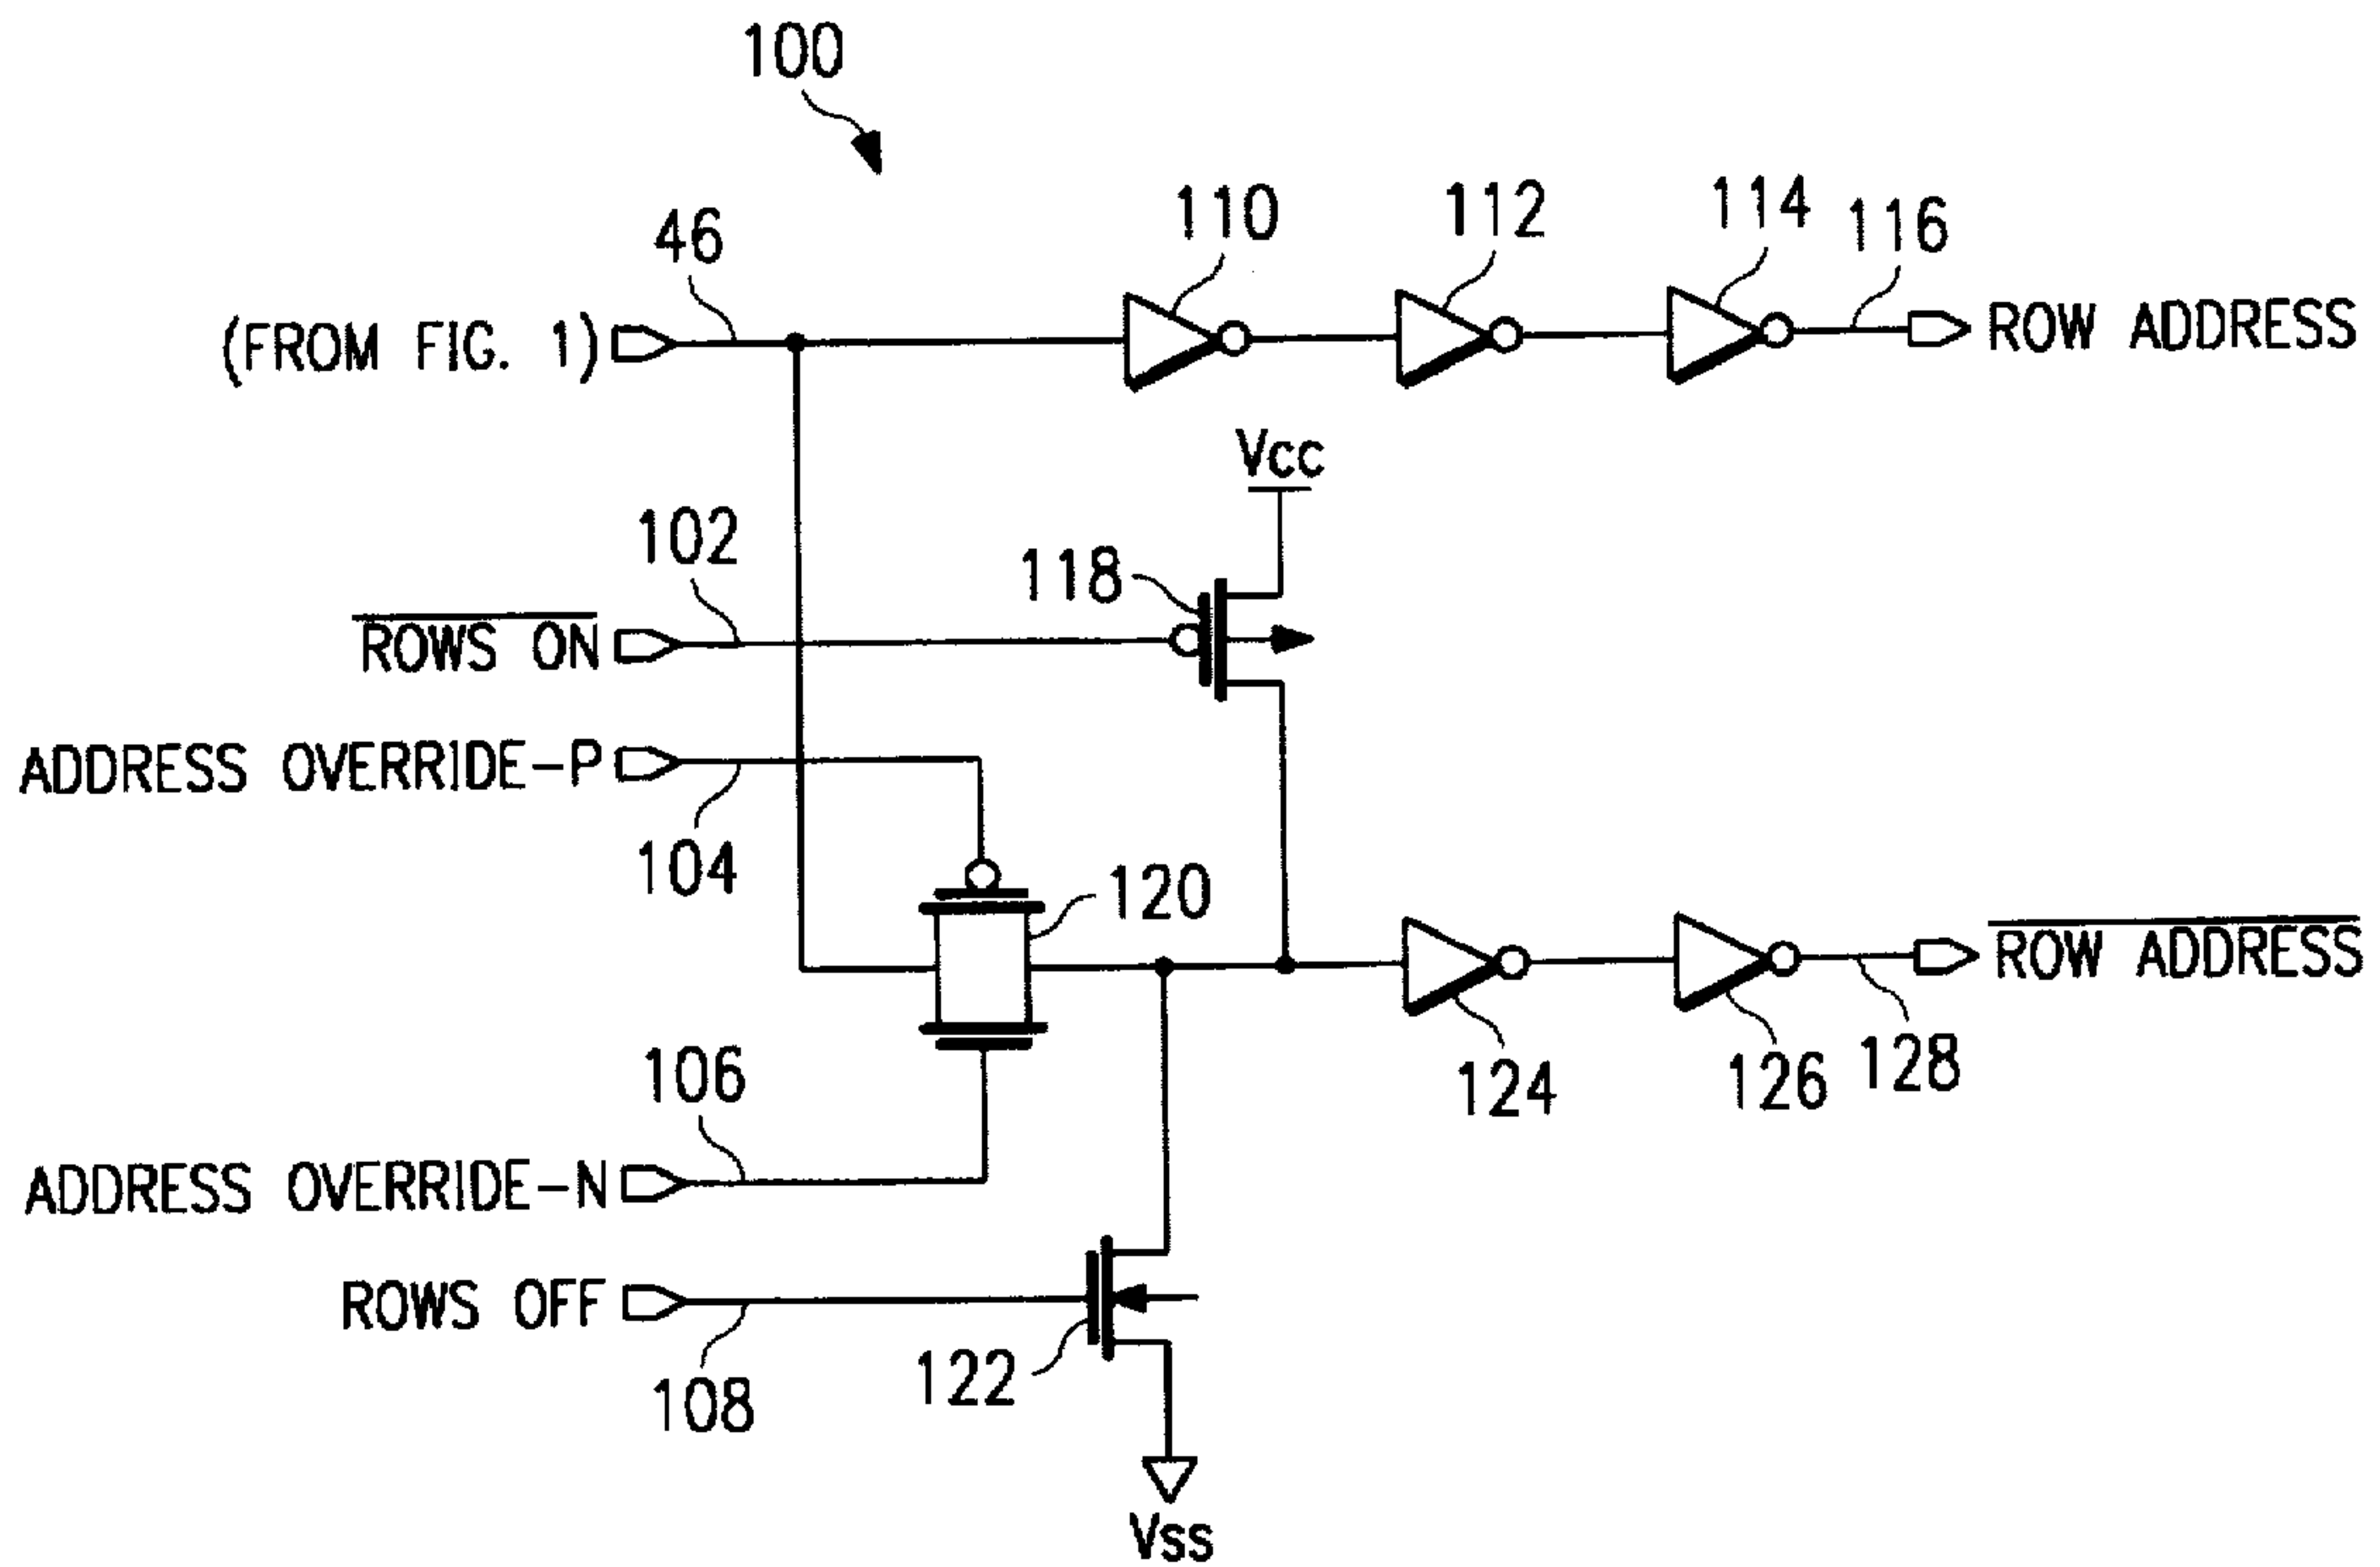 100
110
112
114
116
46
(FROM FIG. 1)
ROW ADDRESS
Vcc
102
118
ROWS ON
ADDRESS OVERRIDE-P
104
120
ROW ADDRESS
106
124
126
128
ADDRESS OVERRIDE-N
ROWS OFF
122
108
Vss